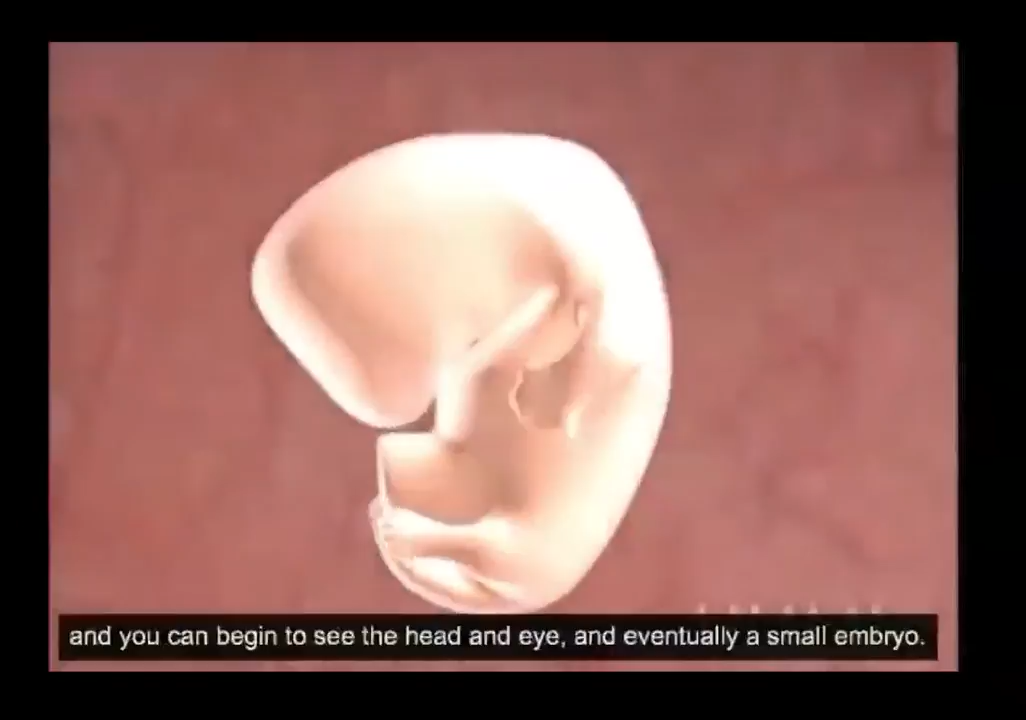 and you can begin to see the head and eye, and eventually a small embryo.